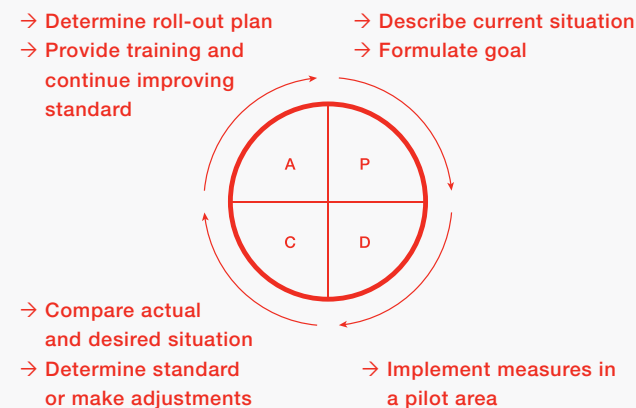 → Determine roll-out plan
→ Provide training and
continue improving
standard
→ Describe current situation
→ Formulate goal
A
P
C
D
→ Compare actual
and desired situation
→ Determine standard
or make adjustments
→ Implement measures in
a pilot area